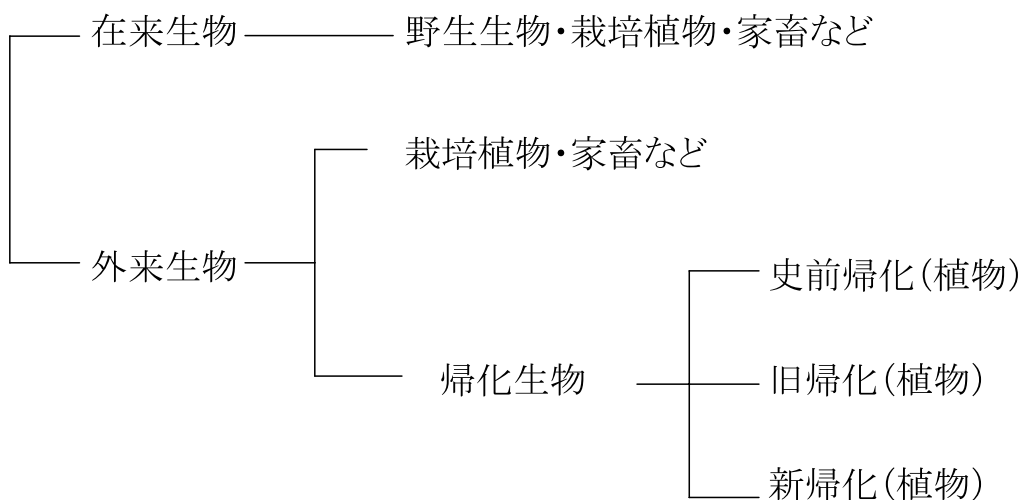 在来生物
野生生物・栽培植物・家畜など
栽培植物・家畜など
外来生物
史前帰化(植物)
帰化生物
旧帰化(植物)
新帰化(植物)